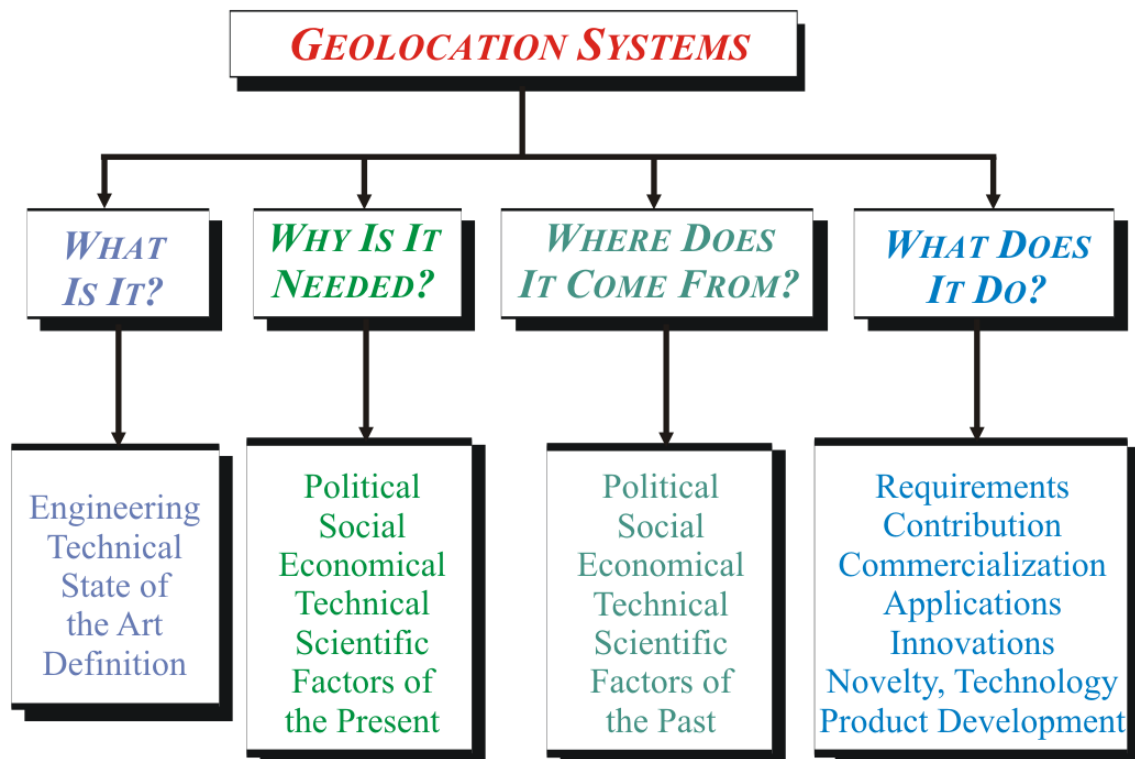 GEOLOCATION SYSTEMS
WHAT
IS IT?
WHY IS IT
NEEDED?
WHERE DOES
IT COME FROM?
WHAT DOES
IT DO?
Engineering
Technical
State of
the Art
Definition
Political
Social
Economical
Technical
Scientific
Factors of
the Present
Political
Social
Economical
Technical
Scientific
Factors of
the Past
Requirements
Contribution
Commercialization
Applications
Innovations
Novelty, Technology
Product Development